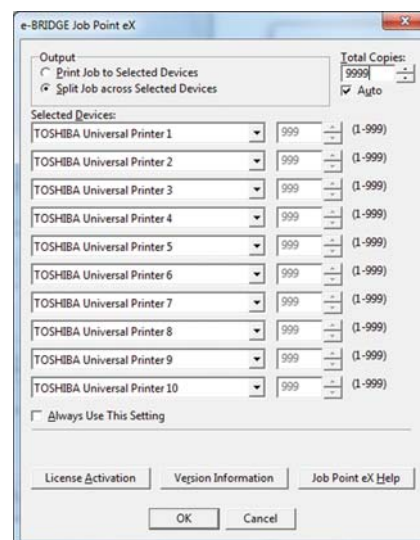 e-BRIDGE Job Point eX
Output
Print Job to Selected Devices
Split Job across Selected Devices
Total Copies:
9999
Auto
Selected Devices:
TOSHIBA Universal Printer 1 999 (1-999)
TOSHIBA Universal Printer 2 999 (1-999)
TOSHIBA Universal Printer 3 999 (1-999)
TOSHIBA Universal Printer 4 999 (1-999)
TOSHIBA Universal Printer 5 999 (1-999)
TOSHIBA Universal Printer 6 999 (1-999)
TOSHIBA Universal Printer 7 999 (1-999)
TOSHIBA Universal Printer 8 999 (1-999)
TOSHIBA Universal Printer 9 999 (1-999)
TOSHIBA Universal Printer 10 999 (1-999)
Always Use This Setting
License Activation Version Information Job Point eX Help
OK Cancel